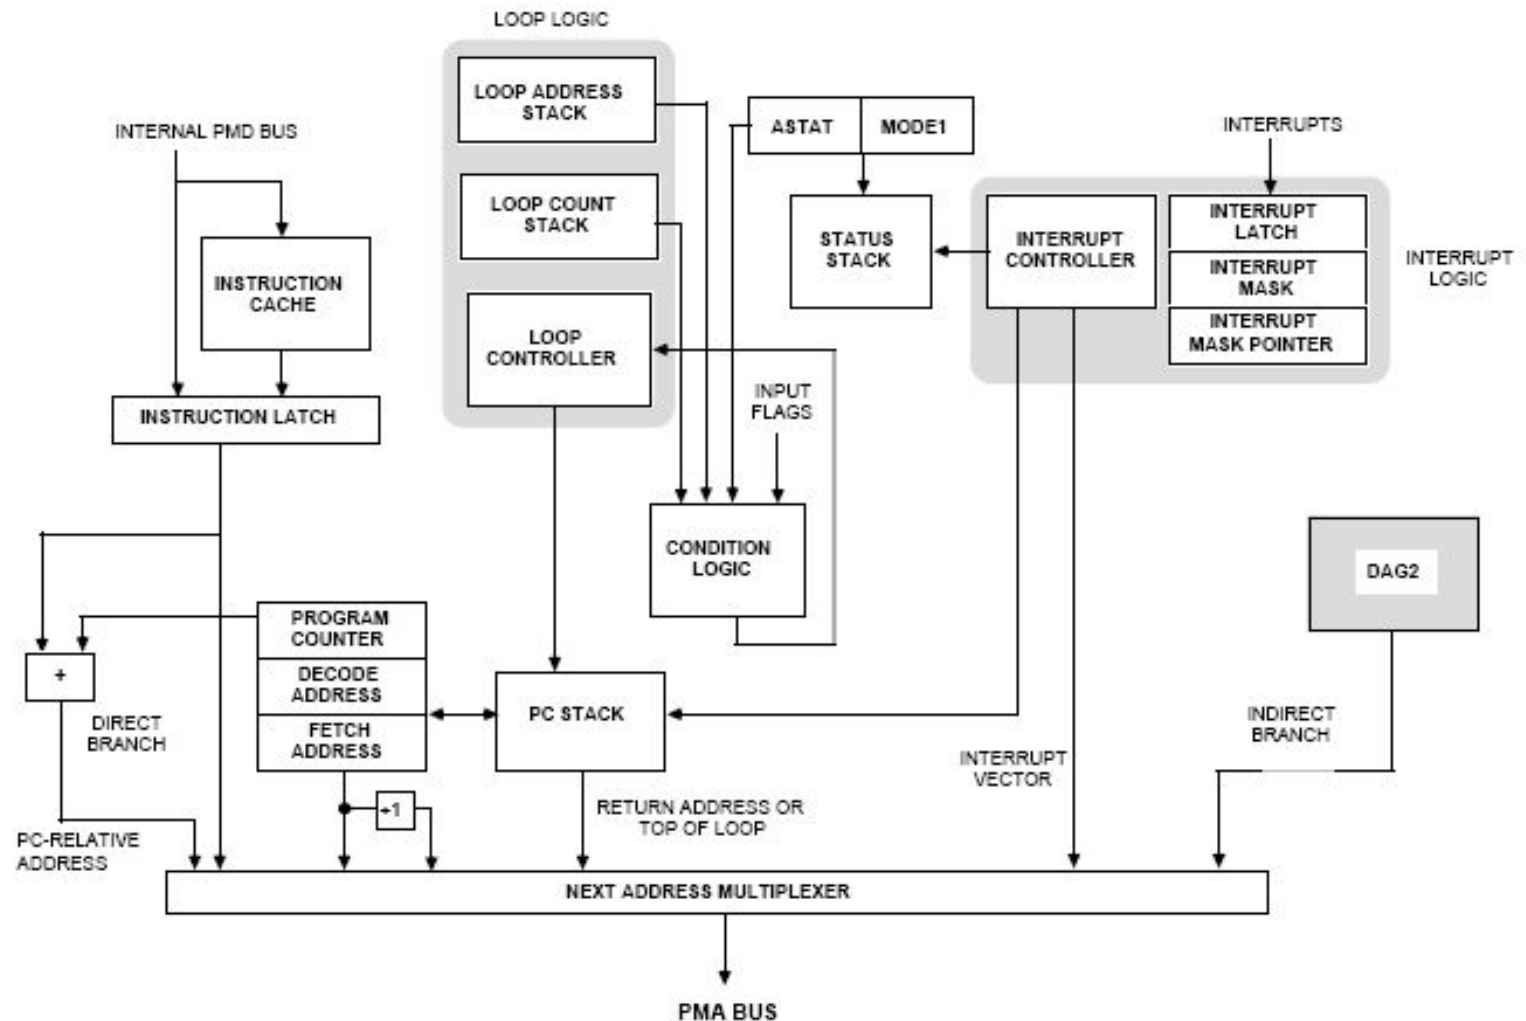 LOOP LOGIC
LOOP ADDRESS
STACK
INTERNAL PMD BUS
ASTAT
MODE1
INTERRUPTS
LOOP COUNT
STACK
STATUS
STACK
INTERRUPT
CONTROLLER
INTERRUPT
LATCH
INTERRUPT
MASK
INTERRUPT
MASK POINTER
INTERRUPT
LOGIC
INSTRUCTION
CACHE
LOOP
CONTROLLER
INPUT
FLAGS
INSTRUCTION LATCH
CONDITION
LOGIC
DAG2
PROGRAM
COUNTER
DECODE
ADDRESS
FETCH
ADDRESS
+
DIRECT
BRANCH
PC STACK
INDIRECT
BRANCH
INTERRUPT
VECTOR
+1
RETURN ADDRESS OR
TOP OF LOOP
PC-RELATIVE
ADDRESS
NEXT ADDRESS MULTIPLEXER
PMA BUS